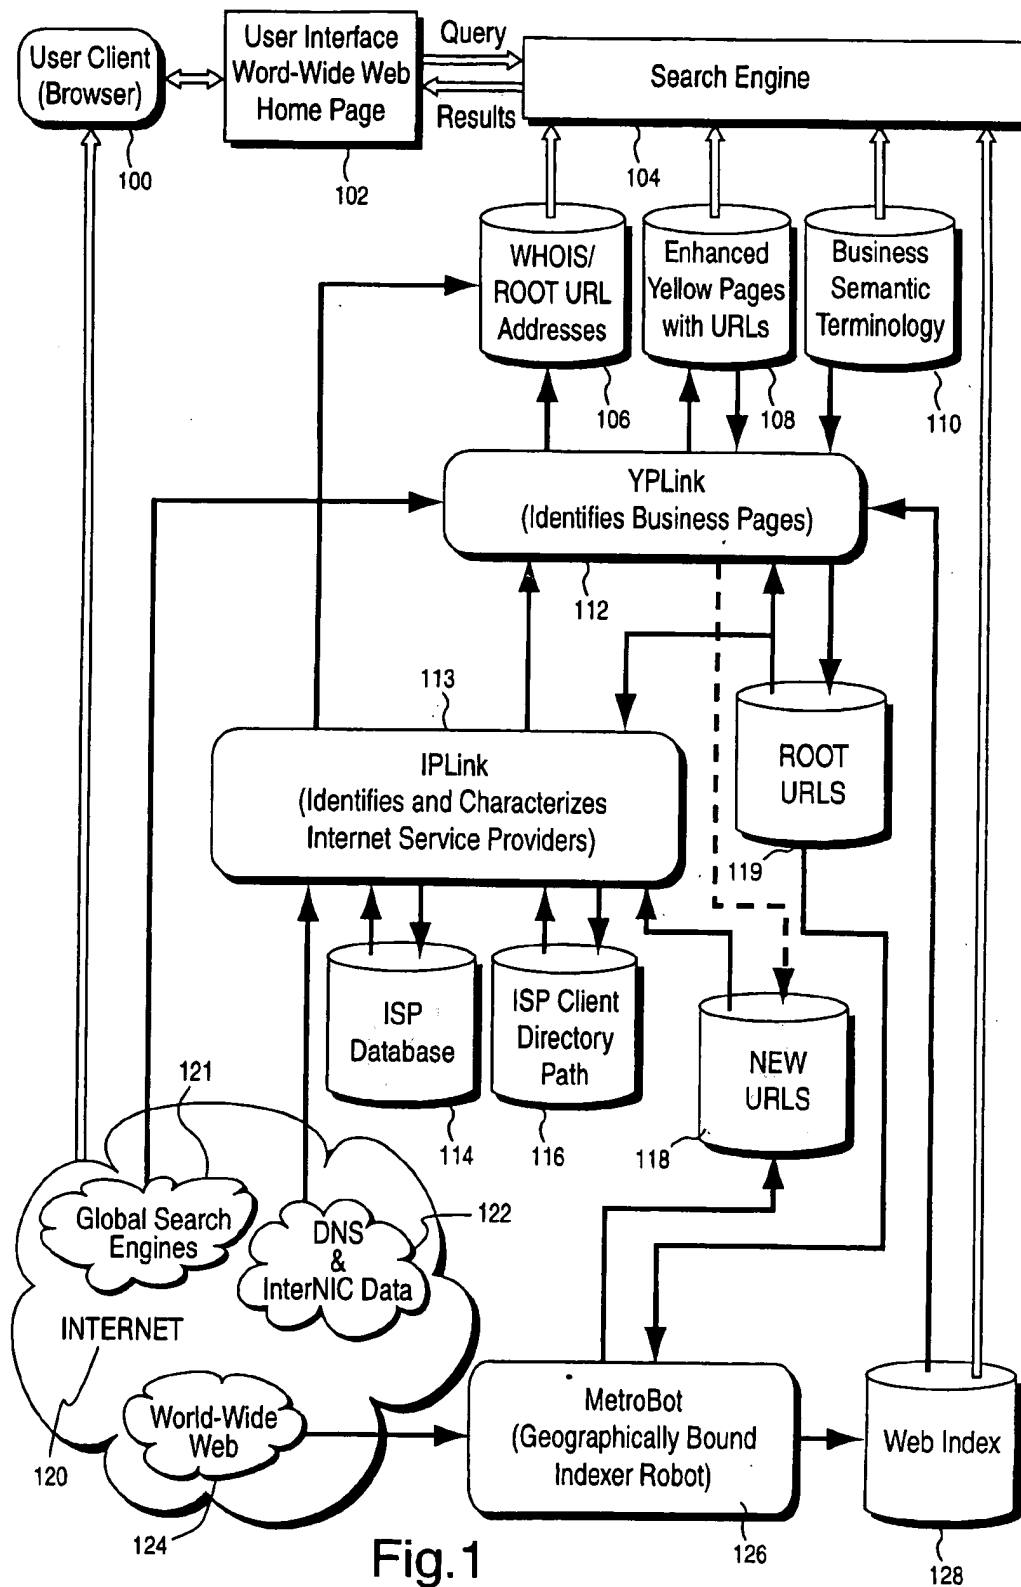 User Client
(Browser)
100
User Interface
Word-Wide Web
Home Page
102
Query
Results
Search Engine
104
WHOIS/
ROOT URL
Addresses
106
Enhanced
Yellow Pages
with URLs
108
Business
Semantic
Terminology
110
YPLink
(Identifies Business Pages)
112
113
IPLink
(Identifies and Characterizes
Internet Service Providers)
ROOT
URLS
119
ISP
Database
114
ISP Client
Directory
Path
116
NEW
URLS
118
121
Global Search
Engines
DNS
&
InterNIC Data
122
INTERNET
120
World-Wide
Web
124
MetroBot
(Geographically Bound
Indexer Robot)
126
Web Index
128
Fig.1